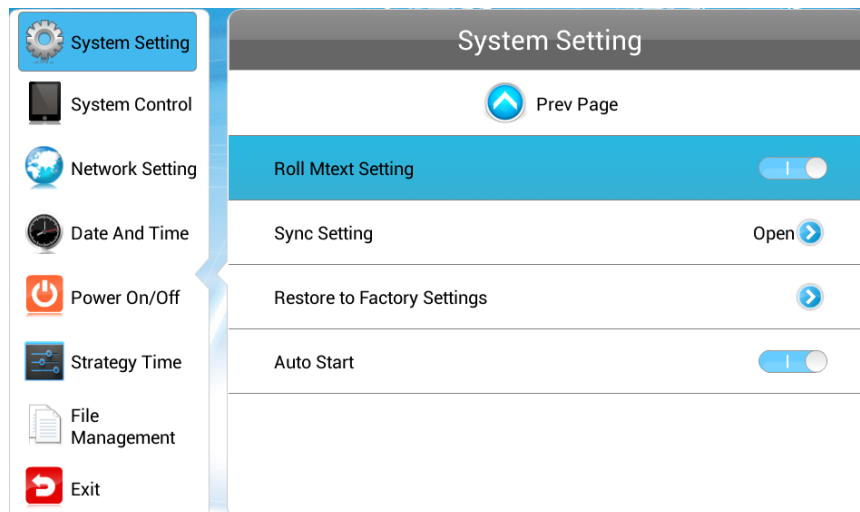 System Setting
System Control
Network Setting
Date And Time
Power On/Off
Strategy Time
File
Management
Exit
System Setting
Prev Page
Roll Mtext Setting
Sync Setting
Open
Restore to Factory Settings
Auto Start